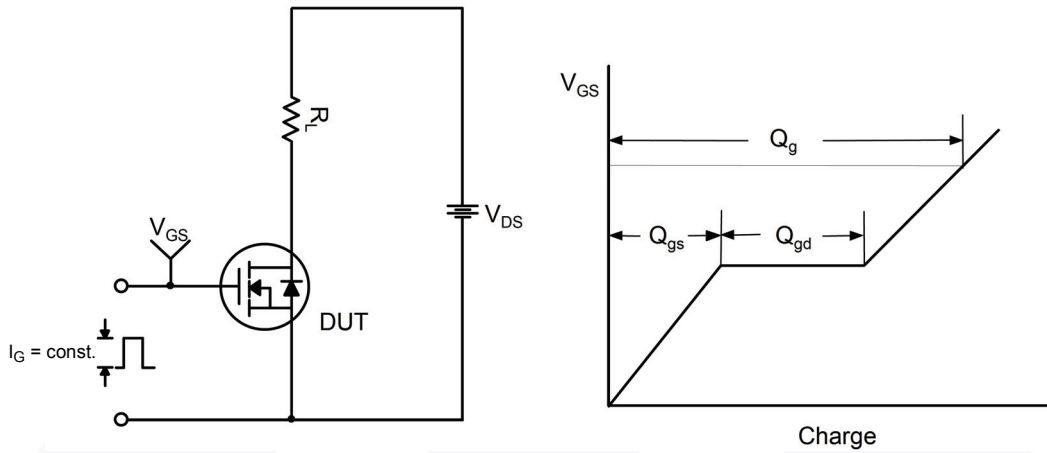 R_L
V_GS
V_DS
DUT
I_G = const.
V_GS
Q_g
Q_gs
Q_gd
Charge